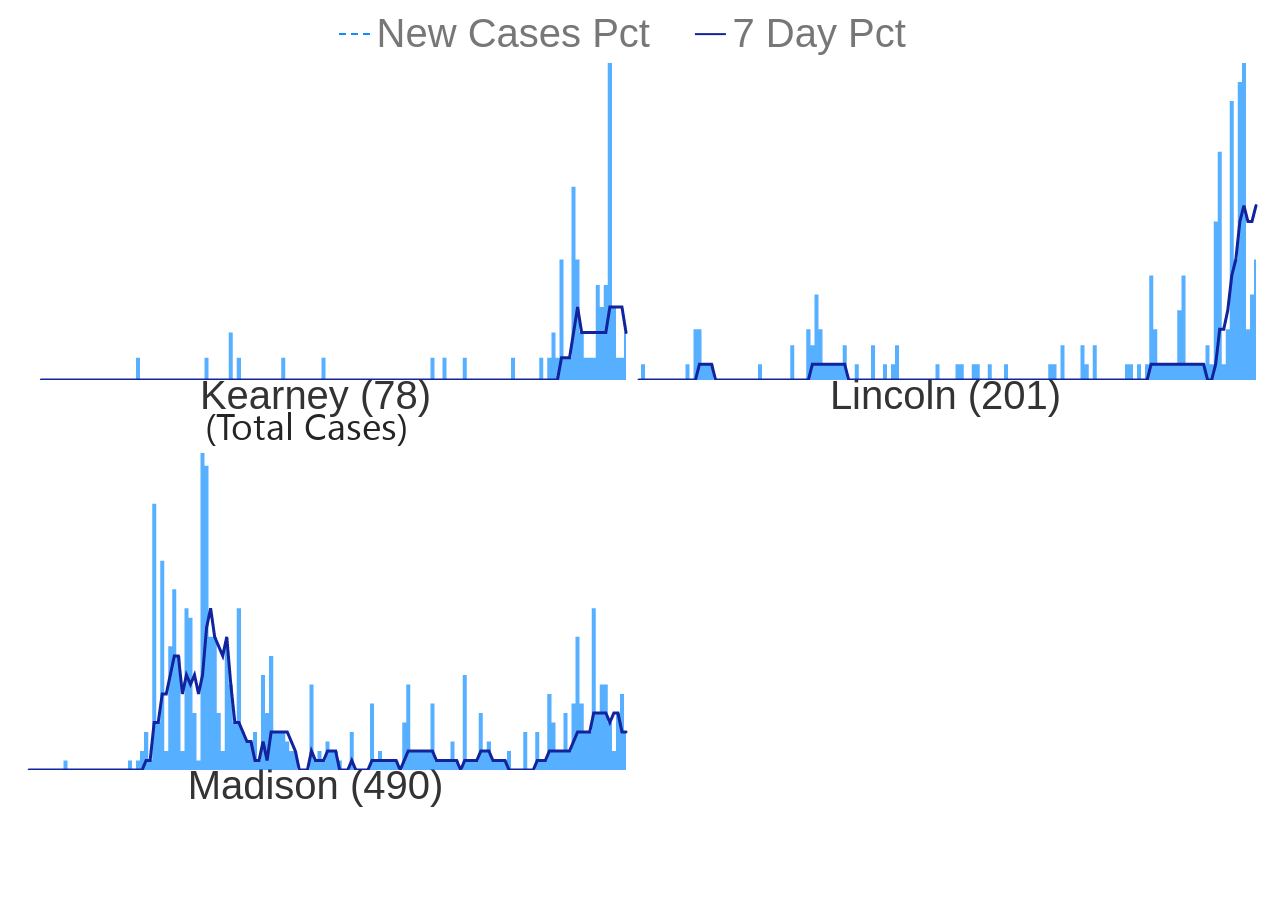 New Cases Pct 7 Day Pct
Kearney (78)
(Total Cases)
Lincoln (201)
Madison (490)